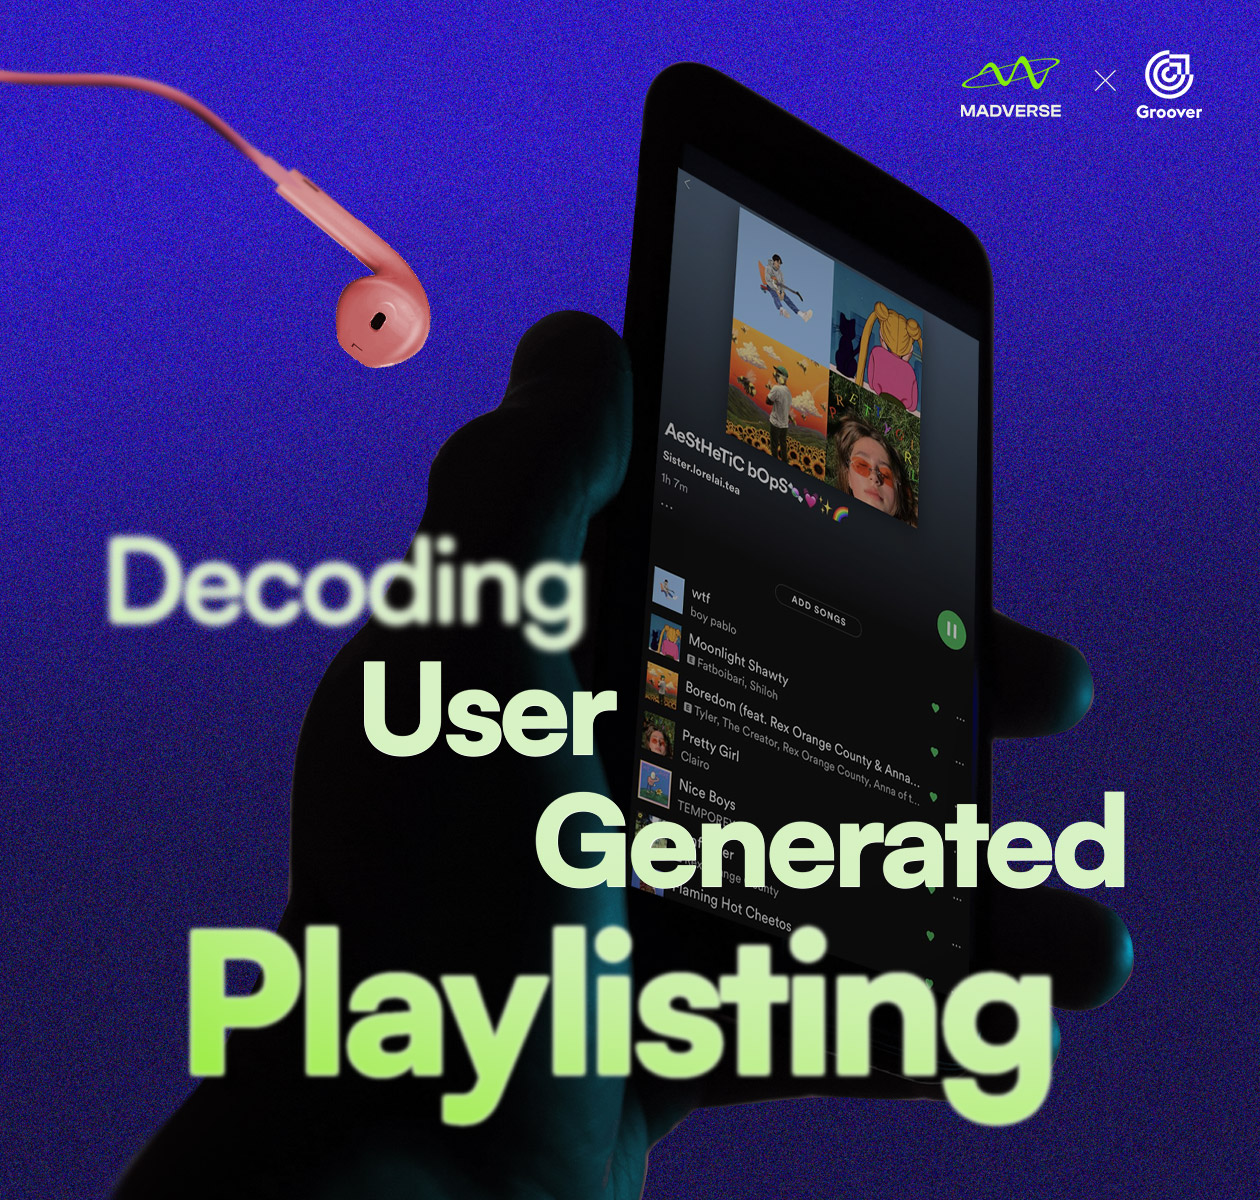 MADVERSE
Groover
PRETTY GIRL
AeStHeTiC bOpS🍬💓✨🌈
Sister.lorelai.tea
1h 7m
ADD SONGS
wtf
boy pablo
Moonlight Shawty
E Fatboibari, Shiloh
Boredom (feat. Rex Orange County & Anna...
E Tyler, The Creator, Rex Orange County, Anna of t...
Pretty Girl
Clairo
Nice Boys
Flaming Hot Cheetos
Decoding
User
Generated
Playlisting